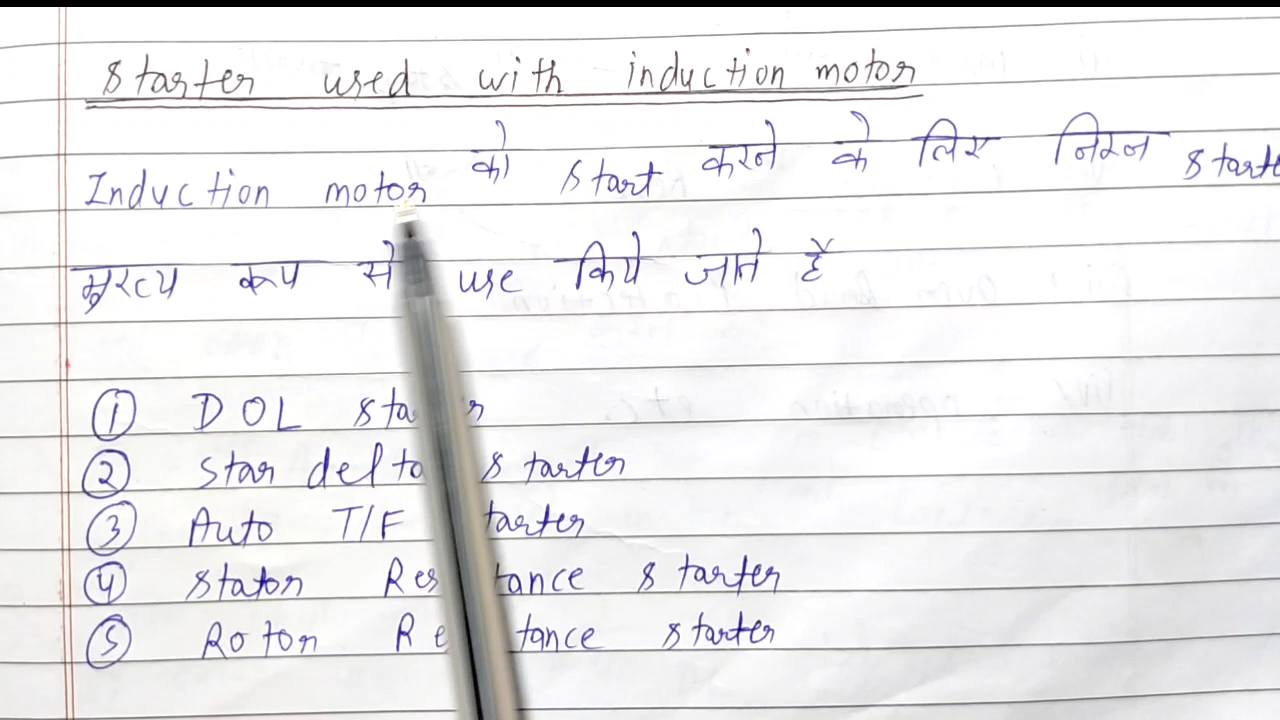 Starter used with induction motor
Induction motor को start करने के लिए निम्न
मुख्य रूप से use किये जाते हैं
① DOL
② Star delta starter
③ Auto T/F
④ Stator starter
⑤ Rotor starter